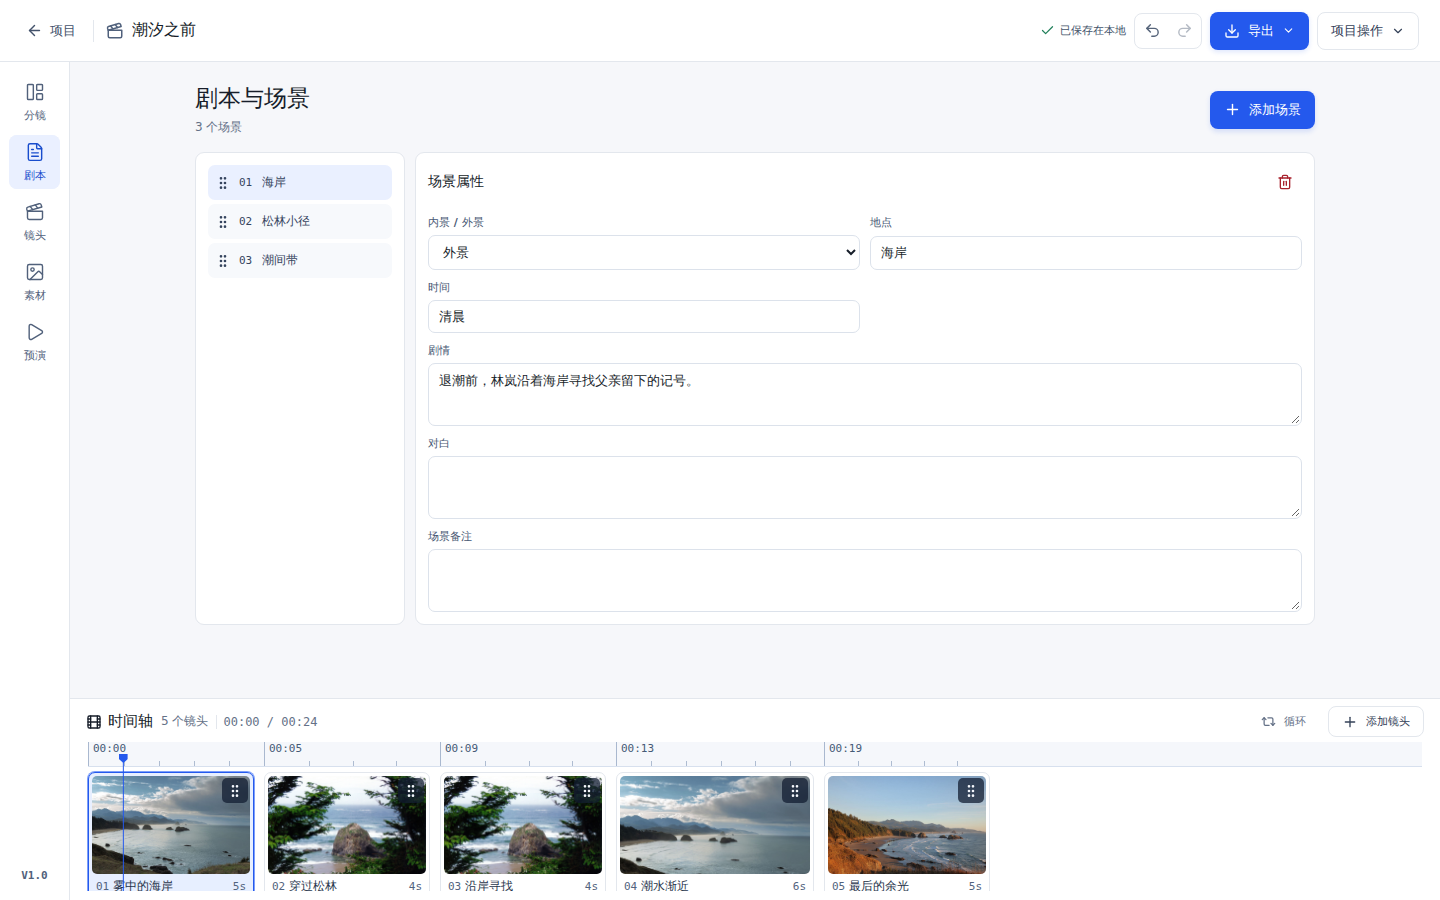 项目
潮汐之前
已保存在本地
导出
项目操作
分镜
剧本
镜头
素材
预演
V1.0
剧本与场景
3 个场景
添加场景
01 海岸
02 松林小径
03 潮间带
场景属性
内景 / 外景
外景
地点
海岸
时间
清晨
剧情
退潮前，林岚沿着海岸寻找父亲留下的记号。
对白
场景备注
时间轴
5 个镜头
00:00 / 00:24
循环
添加镜头
00:00
00:05
00:09
00:13
00:19
01 雾中的海岸 5s
02 穿过松林 4s
03 沿岸寻找 4s
04 潮水渐近 6s
05 最后的余光 5s